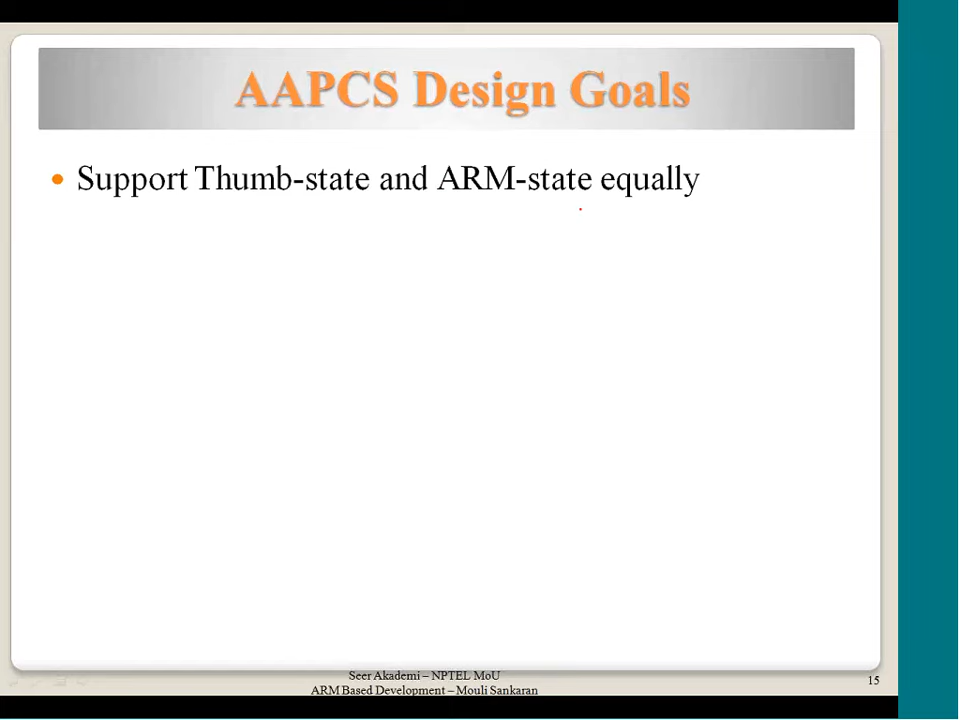 AAPCS Design Goals
• Support Thumb-state and ARM-state equally
Seer Akademi – NPTEL MoU
ARM Based Development – Mouli Sankaran
15